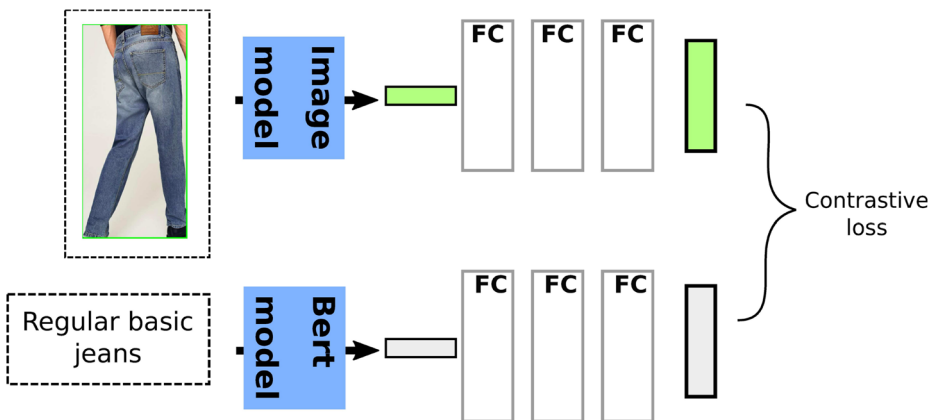 Image
model
FC
FC
FC
Contrastive
loss
Regular basic
jeans
Bert
model
FC
FC
FC